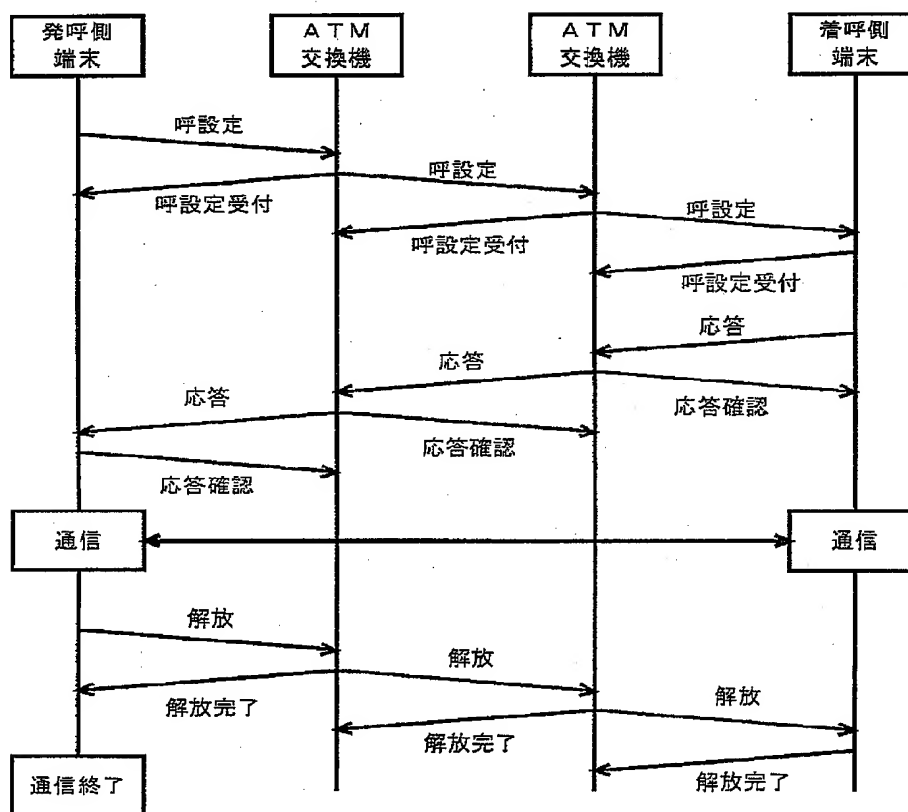 発呼側
端末
ＡＴＭ
交換機
ＡＴＭ
交換機
着呼側
端末
呼設定
呼設定
呼設定受付
呼設定
呼設定受付
呼設定受付
応答
応答
応答
応答確認
応答確認
応答確認
通信
通信
解放
解放
解放完了
解放
解放完了
解放完了
通信終了